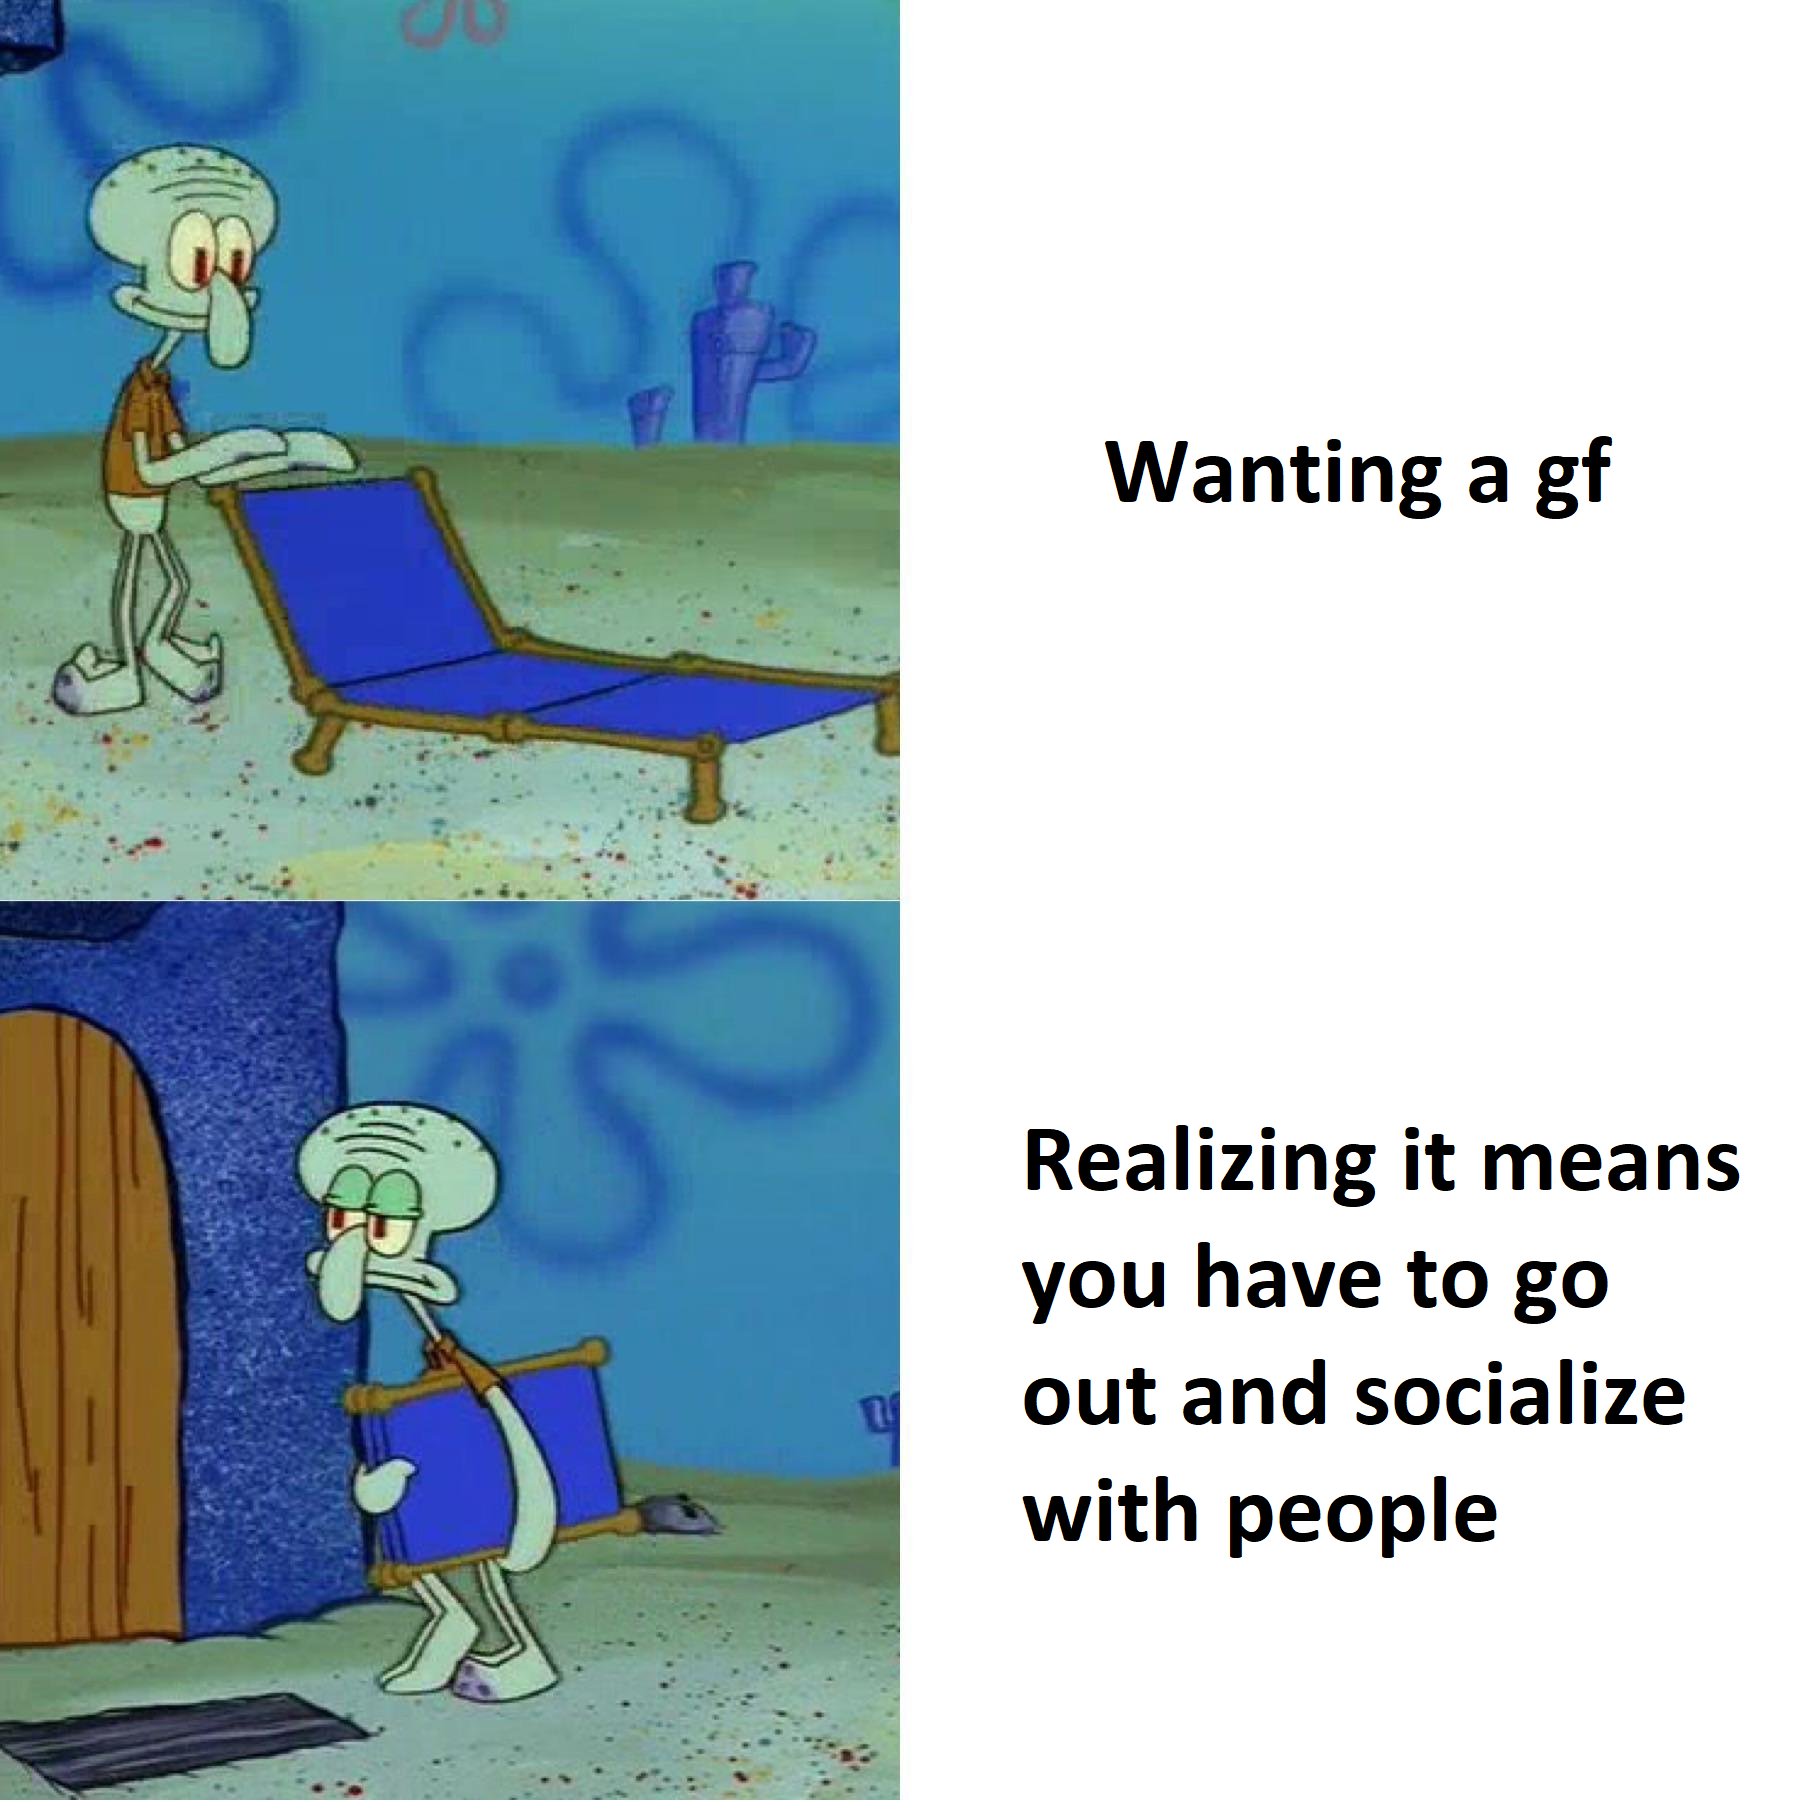 Wanting a gf
Realizing it means
you have to go
out and socialize
with people